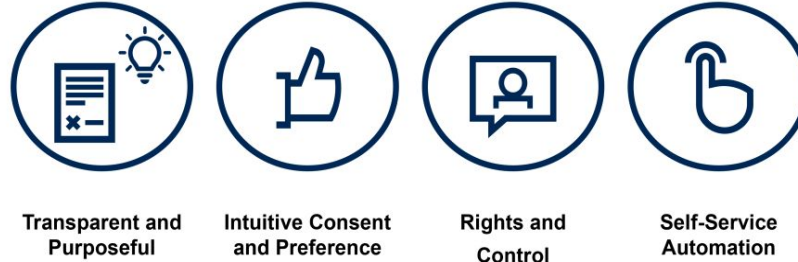 Transparent and
Purposeful
Intuitive Consent
and Preference
Rights and
Control
Self-Service
Automation